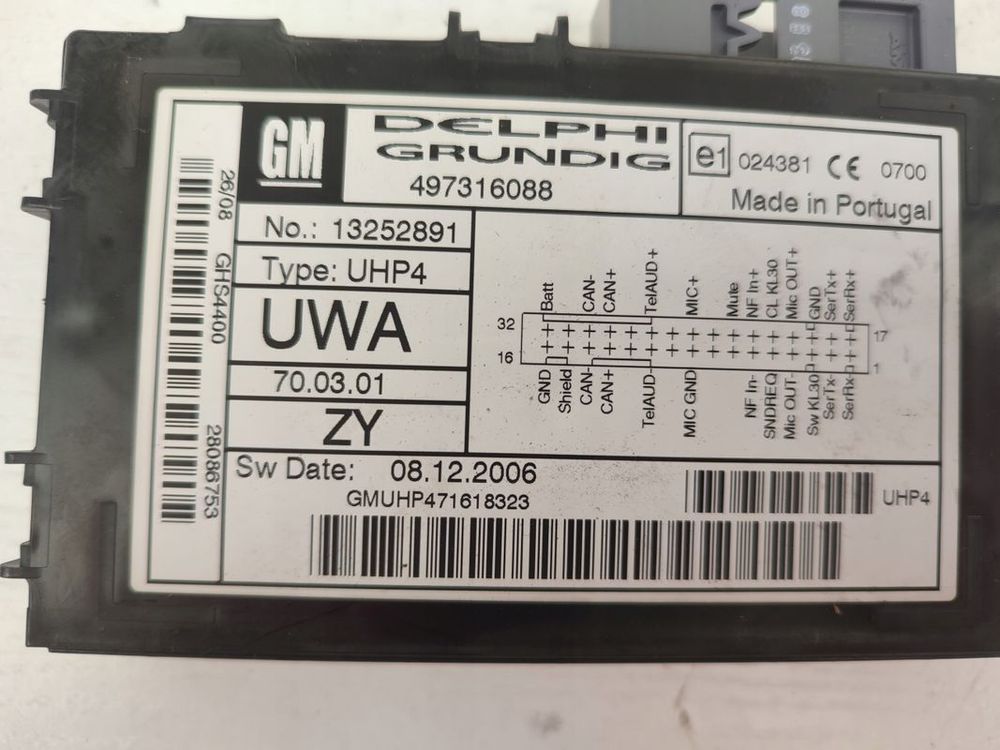 GM
DELPHI
GRUNDIG
497316088
e1 024381 CE 0700
Made in Portugal
No.: 13252891
Type: UHP4
UWA
70.03.01
ZY
Sw Date: 08.12.2006
GMUHP471618323
UHP4
26/08 GHS4400 28086753
Batt
CAN-
CAN+
TelAUD+
MIC+
Mute
NF In+
CL KL30
Mic OUT+
GND
SerTx+
SerRx+
32
17
16
1
GND
Shield
CAN-
CAN+
TelAUD-
MIC GND
NF In-
SNDREQ
Mic OUT-
Sw KL30
SerTx-
SerRx-